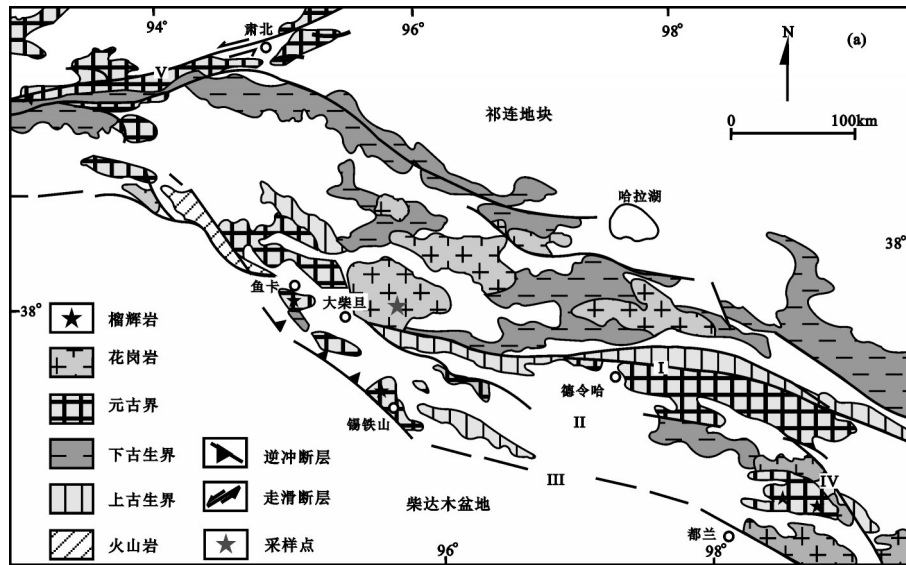 94°
96°
98°
肃北
N
(a)
V
祁连地块
0
100km
哈拉湖
38°
鱼卡
大柴旦
38°
榴辉岩
花岗岩
I
德令哈
元古界
锡铁山
II
下古生界
逆冲断层
III
IV
上古生界
走滑断层
柴达木盆地
火山岩
采样点
都兰
96°
98°